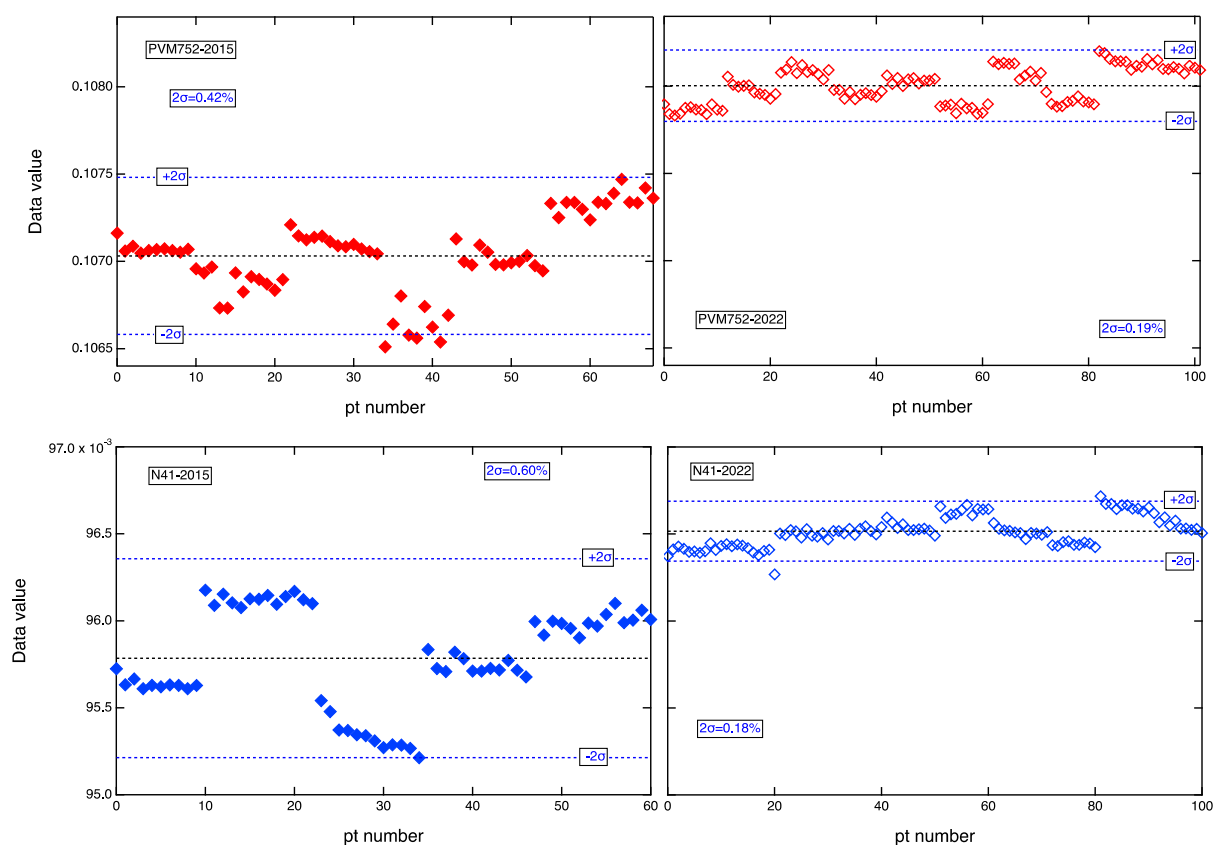 PVM752-2015
2σ=0.42%
+2σ
-2σ
0.1080
0.1075
0.1070
0.1065
Data value
0 10 20 30 40 50 60
pt number
+2σ
-2σ
PVM752-2022
2σ=0.19%
0 20 40 60 80 100
pt number
97.0 x 10⁻³
N41-2015
2σ=0.60%
96.5
+2σ
96.0
95.5
-2σ
95.0
Data value
0 10 20 30 40 50 60
pt number
N41-2022
+2σ
-2σ
2σ=0.18%
0 20 40 60 80 100
pt number